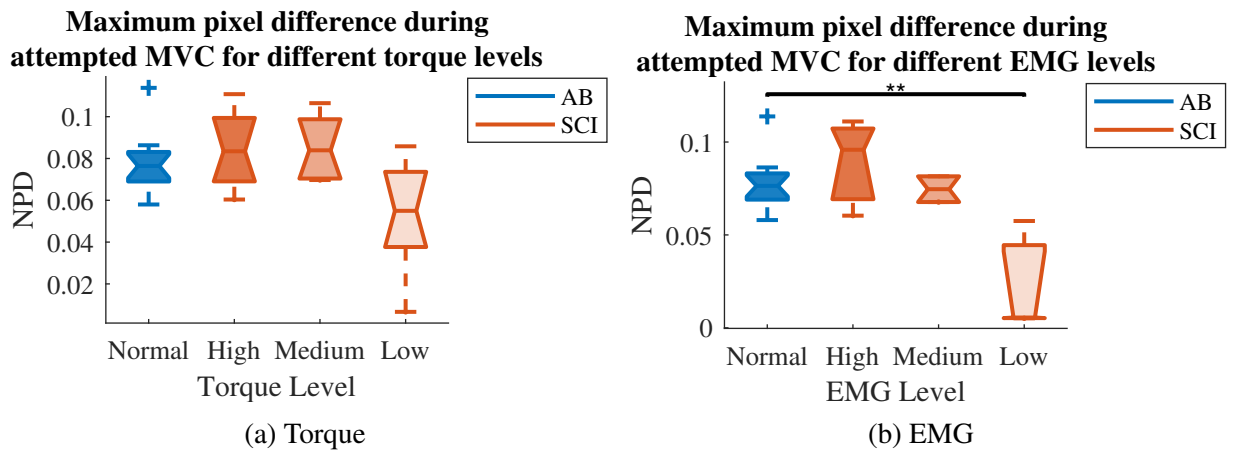 Maximum pixel difference during
attempted MVC for different torque levels
AB
SCI
NPD
0.1
0.08
0.06
0.04
0.02
Normal High Medium Low
Torque Level
(a) Torque
Maximum pixel difference during
attempted MVC for different EMG levels
**
AB
SCI
NPD
0.1
0.05
0
Normal High Medium Low
EMG Level
(b) EMG